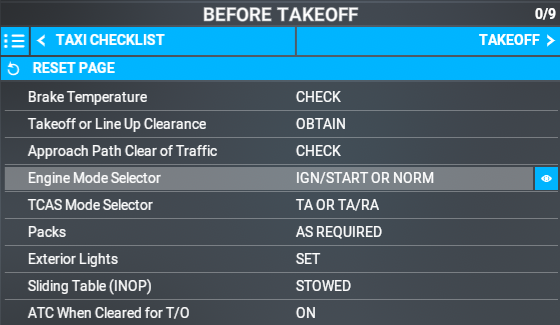 BEFORE TAKEOFF 0/9
TAXI CHECKLIST TAKEOFF
RESET PAGE
Brake Temperature CHECK
Takeoff or Line Up Clearance OBTAIN
Approach Path Clear of Traffic CHECK
Engine Mode Selector IGN/START OR NORM
TCAS Mode Selector TA OR TA/RA
Packs AS REQUIRED
Exterior Lights SET
Sliding Table (INOP) STOWED
ATC When Cleared for T/O ON